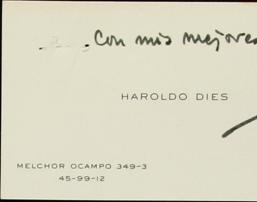 Con mis mejores
HAROLDO DIES
MELCHOR OCAMPO 349-3
45-99-12